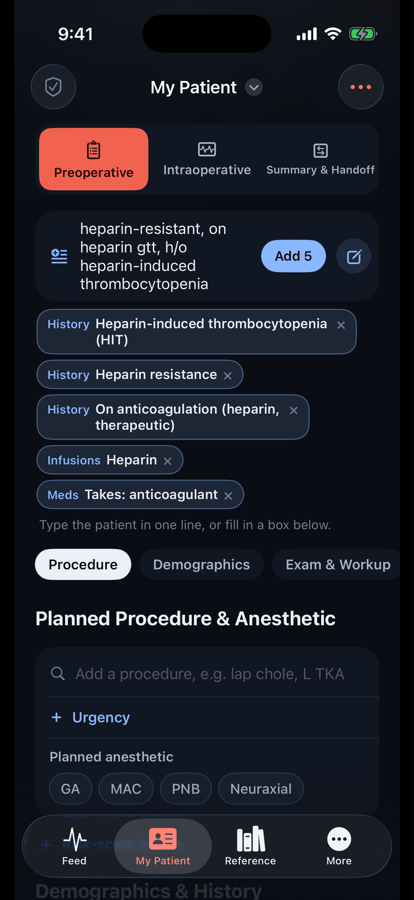 9:41
My Patient
Preoperative
Intraoperative
Summary & Handoff
heparin-resistant, on
heparin gtt, h/o
heparin-induced
thrombocytopenia
Add 5
History Heparin-induced thrombocytopenia
(HIT)
History Heparin resistance
History On anticoagulation (heparin,
therapeutic)
Infusions Heparin
Meds Takes: anticoagulant
Type the patient in one line, or fill in a box below.
Procedure
Demographics
Exam & Workup
Planned Procedure & Anesthetic
Add a procedure, e.g. lap chole, L TKA
+ Urgency
Planned anesthetic
GA
MAC
PNB
Neuraxial
Feed
My Patient
Reference
More
Demographics & History